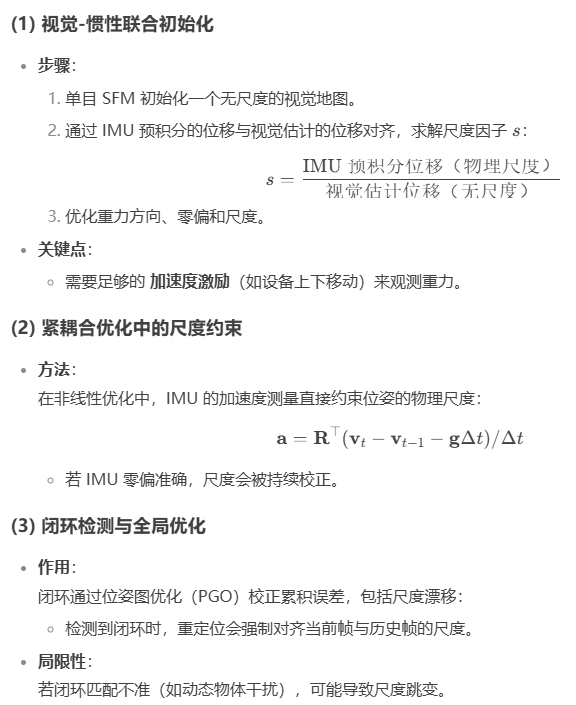 (1) 视觉-惯性联合初始化
• 步骤：
1. 单目 SFM 初始化一个无尺度的视觉地图。
2. 通过 IMU 预积分的位移与视觉估计的位移对齐，求解尺度因子 s：
s = IMU 预积分位移（物理尺度） / 视觉估计位移（无尺度）
3. 优化重力方向、零偏和尺度。
• 关键点：
◦ 需要足够的 加速度激励（如设备上下移动）来观测重力。
(2) 紧耦合优化中的尺度约束
• 方法：
在非线性优化中，IMU 的加速度测量直接约束位姿的物理尺度：
a = R⊤(vₜ − vₜ₋₁ − gΔt)/Δt
◦ 若 IMU 零偏准确，尺度会被持续校正。
(3) 闭环检测与全局优化
• 作用：
闭环通过位姿图优化（PGO）校正累积误差，包括尺度漂移：
◦ 检测到闭环时，重定位会强制对齐当前帧与历史帧的尺度。
• 局限性：
若闭环匹配不准（如动态物体干扰），可能导致尺度跳变。